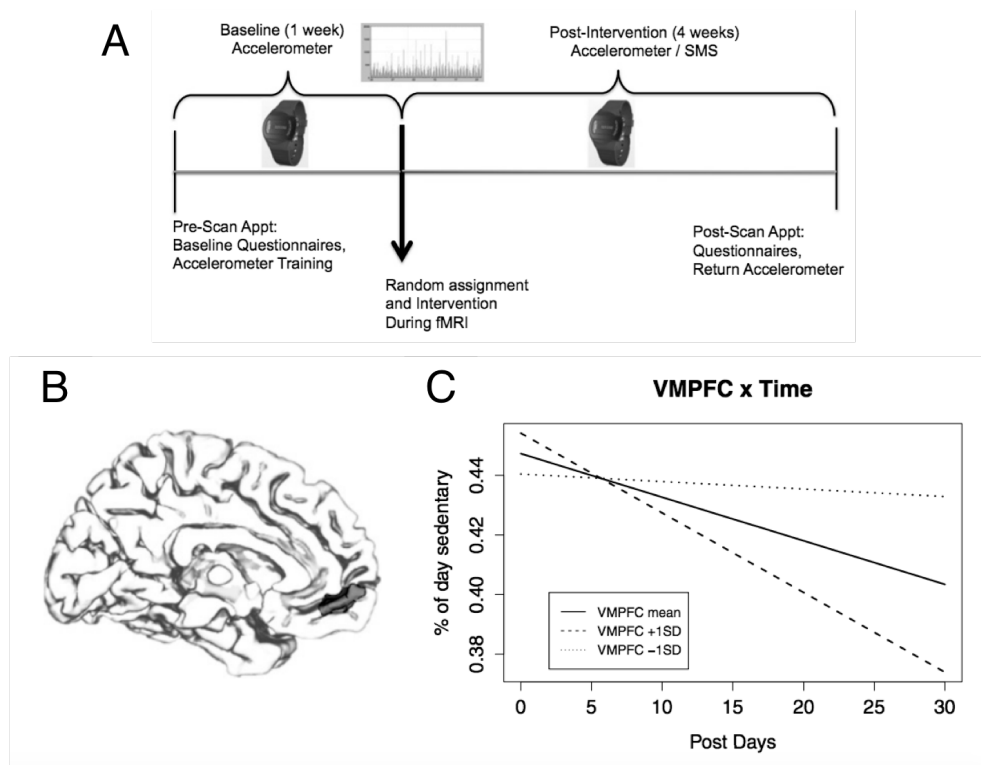 A
Baseline (1 week)
Accelerometer
Post-Intervention (4 weeks)
Accelerometer / SMS
Pre-Scan Appt:
Baseline Questionnaires,
Accelerometer Training
Random assignment
and Intervention
During fMRI
Post-Scan Appt:
Questionnaires,
Return Accelerometer
B
C
VMPFC x Time
% of day sedentary
0.44
0.42
0.40
0.38
VMPFC mean
VMPFC +1SD
VMPFC −1SD
0 5 10 15 20 25 30
Post Days